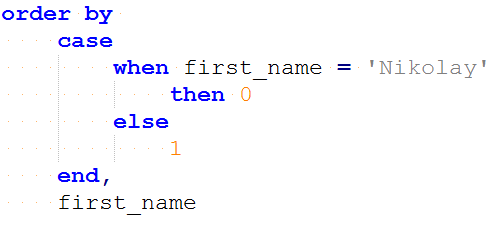 order by
case
when first_name = 'Nikolay'
then 0
else
1
end,
first_name